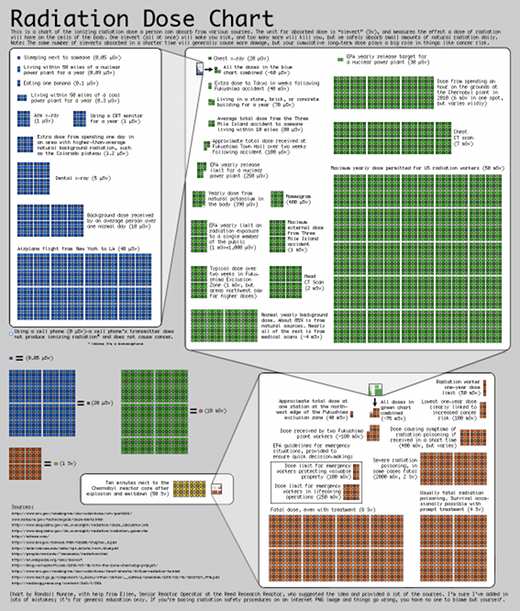 Radiation Dose Chart
This is a chart of the ionizing radiation dose a person can absorb from various sources. The unit for absorbed dose is "sievert" (Sv), and measures the effect a dose of radiation
will have on the cells of the body. One sievert (all at once) will make you sick, and too many more will kill you, but we safely absorb small amounts of natural radiation daily.
Note: The same number of sieverts absorbed in a shorter time will generally cause more damage, but your cumulative long-term dose plays a big role in things like cancer risk.
Sleeping next to someone (0.05 μSv)
Living within 50 miles of a nuclear
power plant for a year (0.09 μSv)
Eating one banana (0.1 μSv)
Living within 50 miles of a coal
power plant for a year (0.3 μSv)
Arm x-ray
(1 μSv)
Using a CRT monitor
for a year (1 μSv)
Extra dose from spending one day in
an area with higher-than-average
natural background radiation, such
as the Colorado plateau (1.2 μSv)
Dental x-ray (5 μSv)
Background dose received
by an average person over
one normal day (10 μSv)
Airplane flight from New York to LA (40 μSv)
Using a cell phone (0 μSv)-a cell phone's transmitter does
not produce ionizing radiation* and does not cause cancer.
* Unless it's a bananaphone
Chest x-ray (20 μSv)
All the doses in the blue
chart combined (~60 μSv)
Extra dose to Tokyo in weeks following
Fukushima accident (40 μSv)
Living in a stone, brick, or concrete
building for a year (70 μSv)
Average total dose from the Three
Mile Island accident to someone
living within 10 miles (80 μSv)
Approximate total dose received at
Fukushima Town Hall over two weeks
following accident (100 μSv)
EPA yearly release
limit for a nuclear
power plant (250 μSv)
Yearly dose from
natural potassium in
the body (390 μSv)
Mammogram
(400 μSv)
EPA yearly limit on
radiation exposure
to a single member
of the public
(1 mSv=1,000 μSv)
Maximum
external dose
from Three
Mile Island
accident
(1 mSv)
Typical dose over
two weeks in Fuku-
shima Exclusion
Zone (1 mSv, but
areas northwest saw
far higher doses)
Head
CT Scan
(2 mSv)
Normal yearly background
dose. About 85% is from
natural sources. Nearly
all of the rest is from
medical scans (~4 mSv)
EPA yearly release target for
a nuclear power plant (30 μSv)
Dose from spending an
hour on the grounds at
the Chernobyl plant in
2010 (6 mSv in one spot,
but varies wildly)
Chest
CT scan
(7 mSv)
Maximum yearly dose permitted for US radiation workers (50 mSv)
= (0.05 μSv)
= (20 μSv)
= (10 mSv)
= (1 Sv)
Ten minutes next to the
Chernobyl reactor core after
explosion and meltdown (50 Sv)
Approximate total dose at
one station at the north-
west edge of the Fukushima
exclusion zone (40 mSv)
All doses in
green chart
combined
(~75 mSv)
Radiation worker
one-year dose
limit (50 mSv)
Lowest one-year dose
clearly linked to
increased cancer
risk (100 mSv)
Dose received by two Fukushima
plant workers (~180 mSv)
Dose causing symptoms of
radiation poisoning if
received in a short time
(400 mSv, but varies)
EPA guidelines for emergency
situations, provided to
ensure quick decision-making:
Dose limit for emergency
workers protecting valuable
property (100 mSv)
Dose limit for emergency
workers in lifesaving
operations (250 mSv)
Severe radiation
poisoning, in
some cases fatal
(2000 mSv, 2 Sv)
Usually fatal radiation
poisoning. Survival occa-
sionally possible with
prompt treatment (4 Sv)
Fatal dose, even with treatment (8 Sv)
Sources:
Chart by Randall Munroe, with help from Ellen, Senior Reactor Operator at the Reed Research Reactor, who suggested the idea and provided a lot of the sources. I'm sure I've added in
lots of mistakes; it's for general education only. If you're basing radiation safety procedures on an internet PNG image and things go wrong, you have no one to blame but yourself.